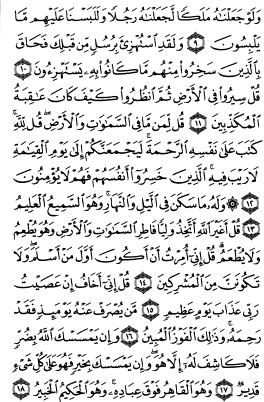 وَلَوْ جَعَلْنَٰهُ مَلَكًا لَّجَعَلْنَٰهُ رَجُلًا وَلَلَبَسْنَا عَلَيْهِم مَّا
يَلْبِسُونَ ٩ وَلَقَدِ ٱسْتُهْزِئَ بِرُسُلٍ مِّن قَبْلِكَ فَحَاقَ
بِٱلَّذِينَ سَخِرُوا۟ مِنْهُم مَّا كَانُوا۟ بِهِۦ يَسْتَهْزِءُونَ ١٠
قُلْ سِيرُوا۟ فِى ٱلْأَرْضِ ثُمَّ ٱنظُرُوا۟ كَيْفَ كَانَ عَٰقِبَةُ
ٱلْمُكَذِّبِينَ ١١ قُل لِّمَن مَّا فِى ٱلسَّمَٰوَٰتِ وَٱلْأَرْضِ قُل لِّلَّهِ
كَتَبَ عَلَىٰ نَفْسِهِ ٱلرَّحْمَةَ لَيَجْمَعَنَّكُمْ إِلَىٰ يَوْمِ ٱلْقِيَٰمَةِ
لَا رَيْبَ فِيهِ ٱلَّذِينَ خَسِرُوٓا۟ أَنفُسَهُمْ فَهُمْ لَا يُؤْمِنُونَ
١٢ وَلَهُۥ مَا سَكَنَ فِى ٱلَّيْلِ وَٱلنَّهَارِ وَهُوَ ٱلسَّمِيعُ ٱلْعَلِيمُ
١٣ قُلْ أَغَيْرَ ٱللَّهِ أَتَّخِذُ وَلِيًّا فَاطِرِ ٱلسَّمَٰوَٰتِ وَٱلْأَرْضِ وَهُوَ يُطْعِمُ
وَلَا يُطْعَمُ قُلْ إِنِّىٓ أُمِرْتُ أَنْ أَكُونَ أَوَّلَ مَنْ أَسْلَمَ وَلَا
تَكُونَنَّ مِنَ ٱلْمُشْرِكِينَ ١٤ قُلْ إِنِّىٓ أَخَافُ إِنْ عَصَيْتُ
رَبِّى عَذَابَ يَوْمٍ عَظِيمٍ ١٥ مَّن يُصْرَفْ عَنْهُ يَوْمَئِذٍ فَقَدْ
رَحِمَهُۥ وَذَٰلِكَ ٱلْفَوْزُ ٱلْمُبِينُ ١٦ وَإِن يَمْسَسْكَ ٱللَّهُ بِضُرٍّ
فَلَا كَاشِفَ لَهُۥٓ إِلَّا هُوَ وَإِن يَمْسَسْكَ بِخَيْرٍ فَهُوَ عَلَىٰ كُلِّ شَىْءٍ
قَدِيرٌ ١٧ وَهُوَ ٱلْقَاهِرُ فَوْقَ عِبَادِهِۦ وَهُوَ ٱلْحَكِيمُ ٱلْخَبِيرُ ١٨